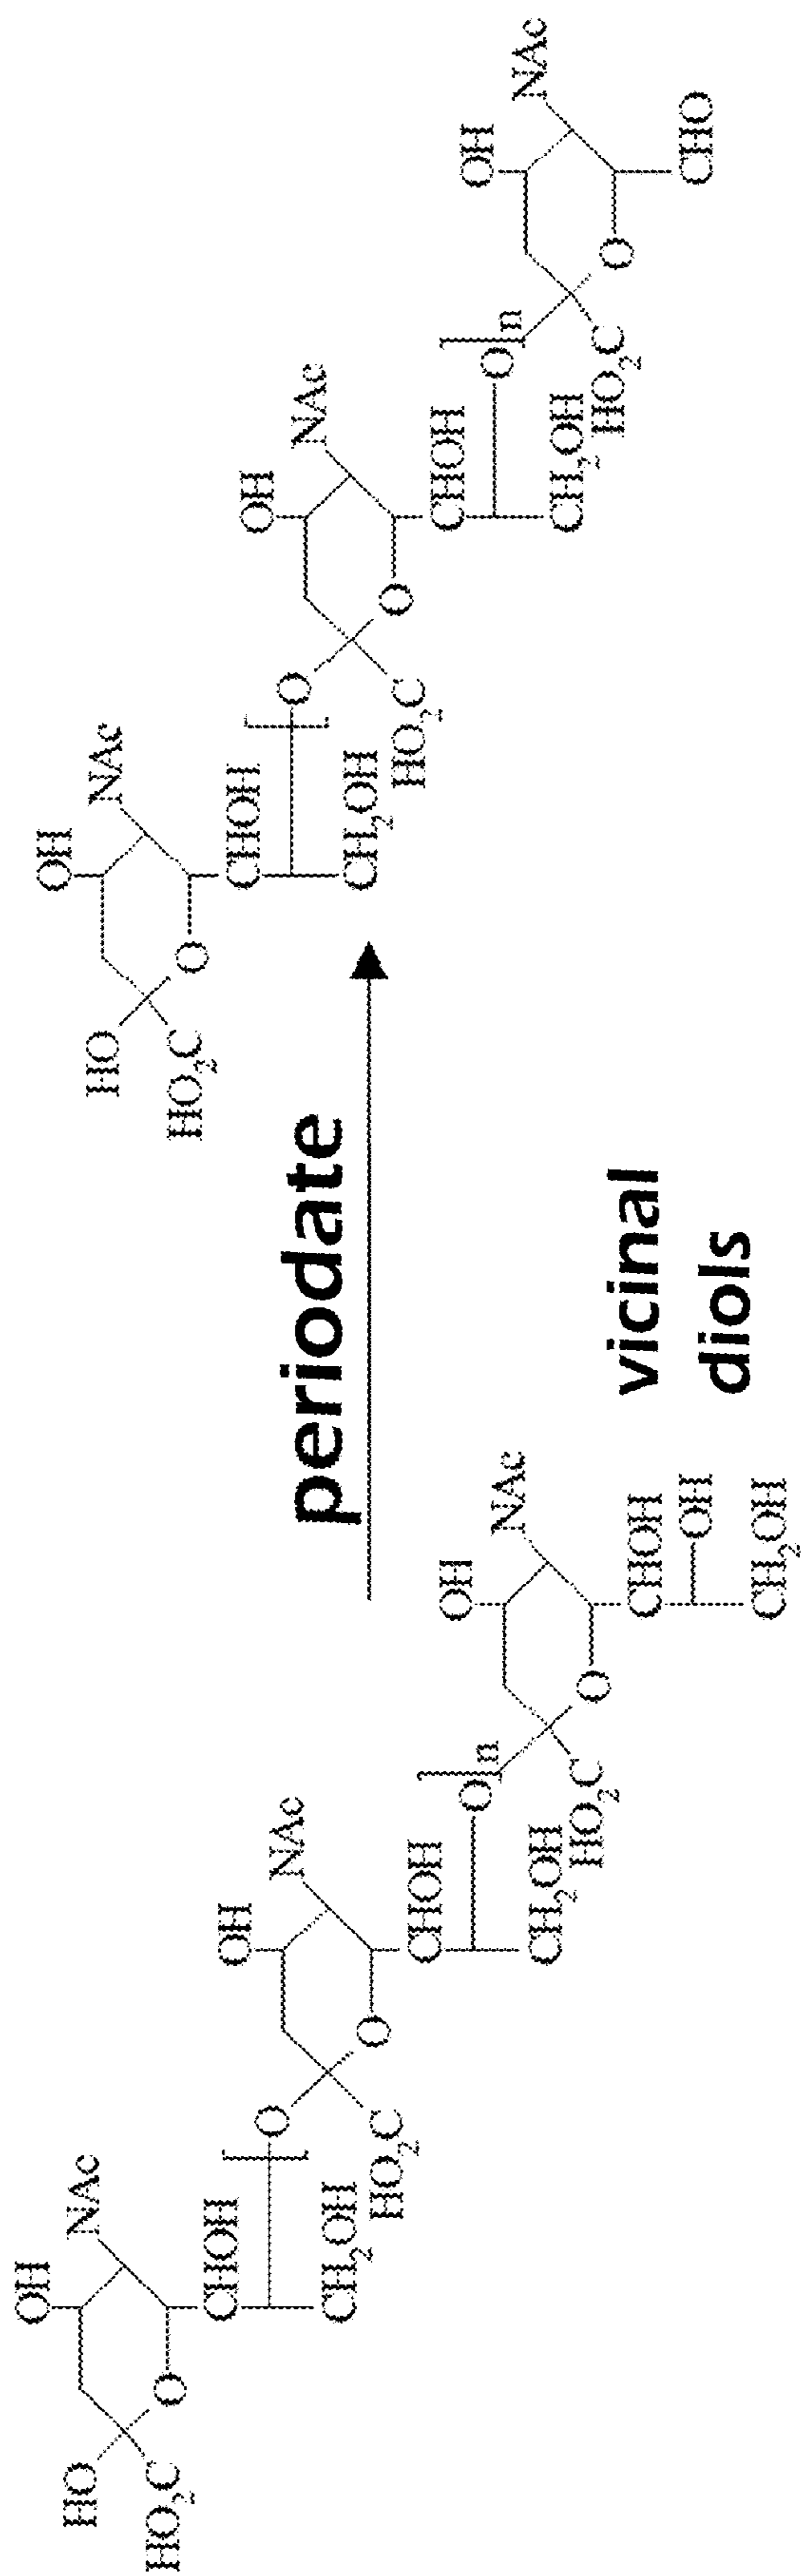 OH
NAc
HO
O
HO2C
CHOH
CH2OH
O
OH
NAc
O
HO2C
CHOH
CH2OH
O
n
OH
NAc
O
HO2C
CHOH
OH
CH2OH
periodate
vicinal
diols
OH
NAc
HO
O
HO2C
CHOH
CH2OH
O
OH
NAc
O
HO2C
CHOH
CH2OH
O
n
OH
NAc
O
HO2C
CHO